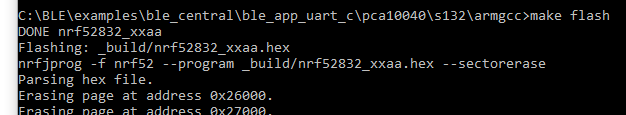 C:\BLE\examples\ble_central\ble_app_uart_c\pca10040\s132\armgcc>make flash
DONE nrf52832_xxaa
Flashing: _build/nrf52832_xxaa.hex
nrfjprog -f nrf52 --program _build/nrf52832_xxaa.hex --sectorerase
Parsing hex file.
Erasing page at address 0x26000.
Erasing page at address 0x27000.